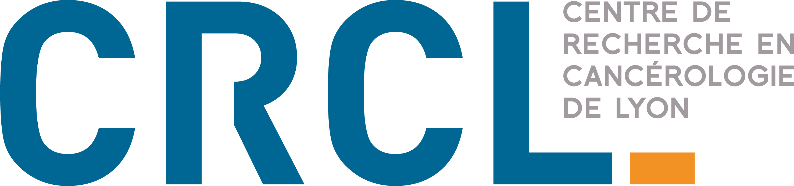 CRCL
CENTRE DE
RECHERCHE EN
CANCÉROLOGIE
DE LYON